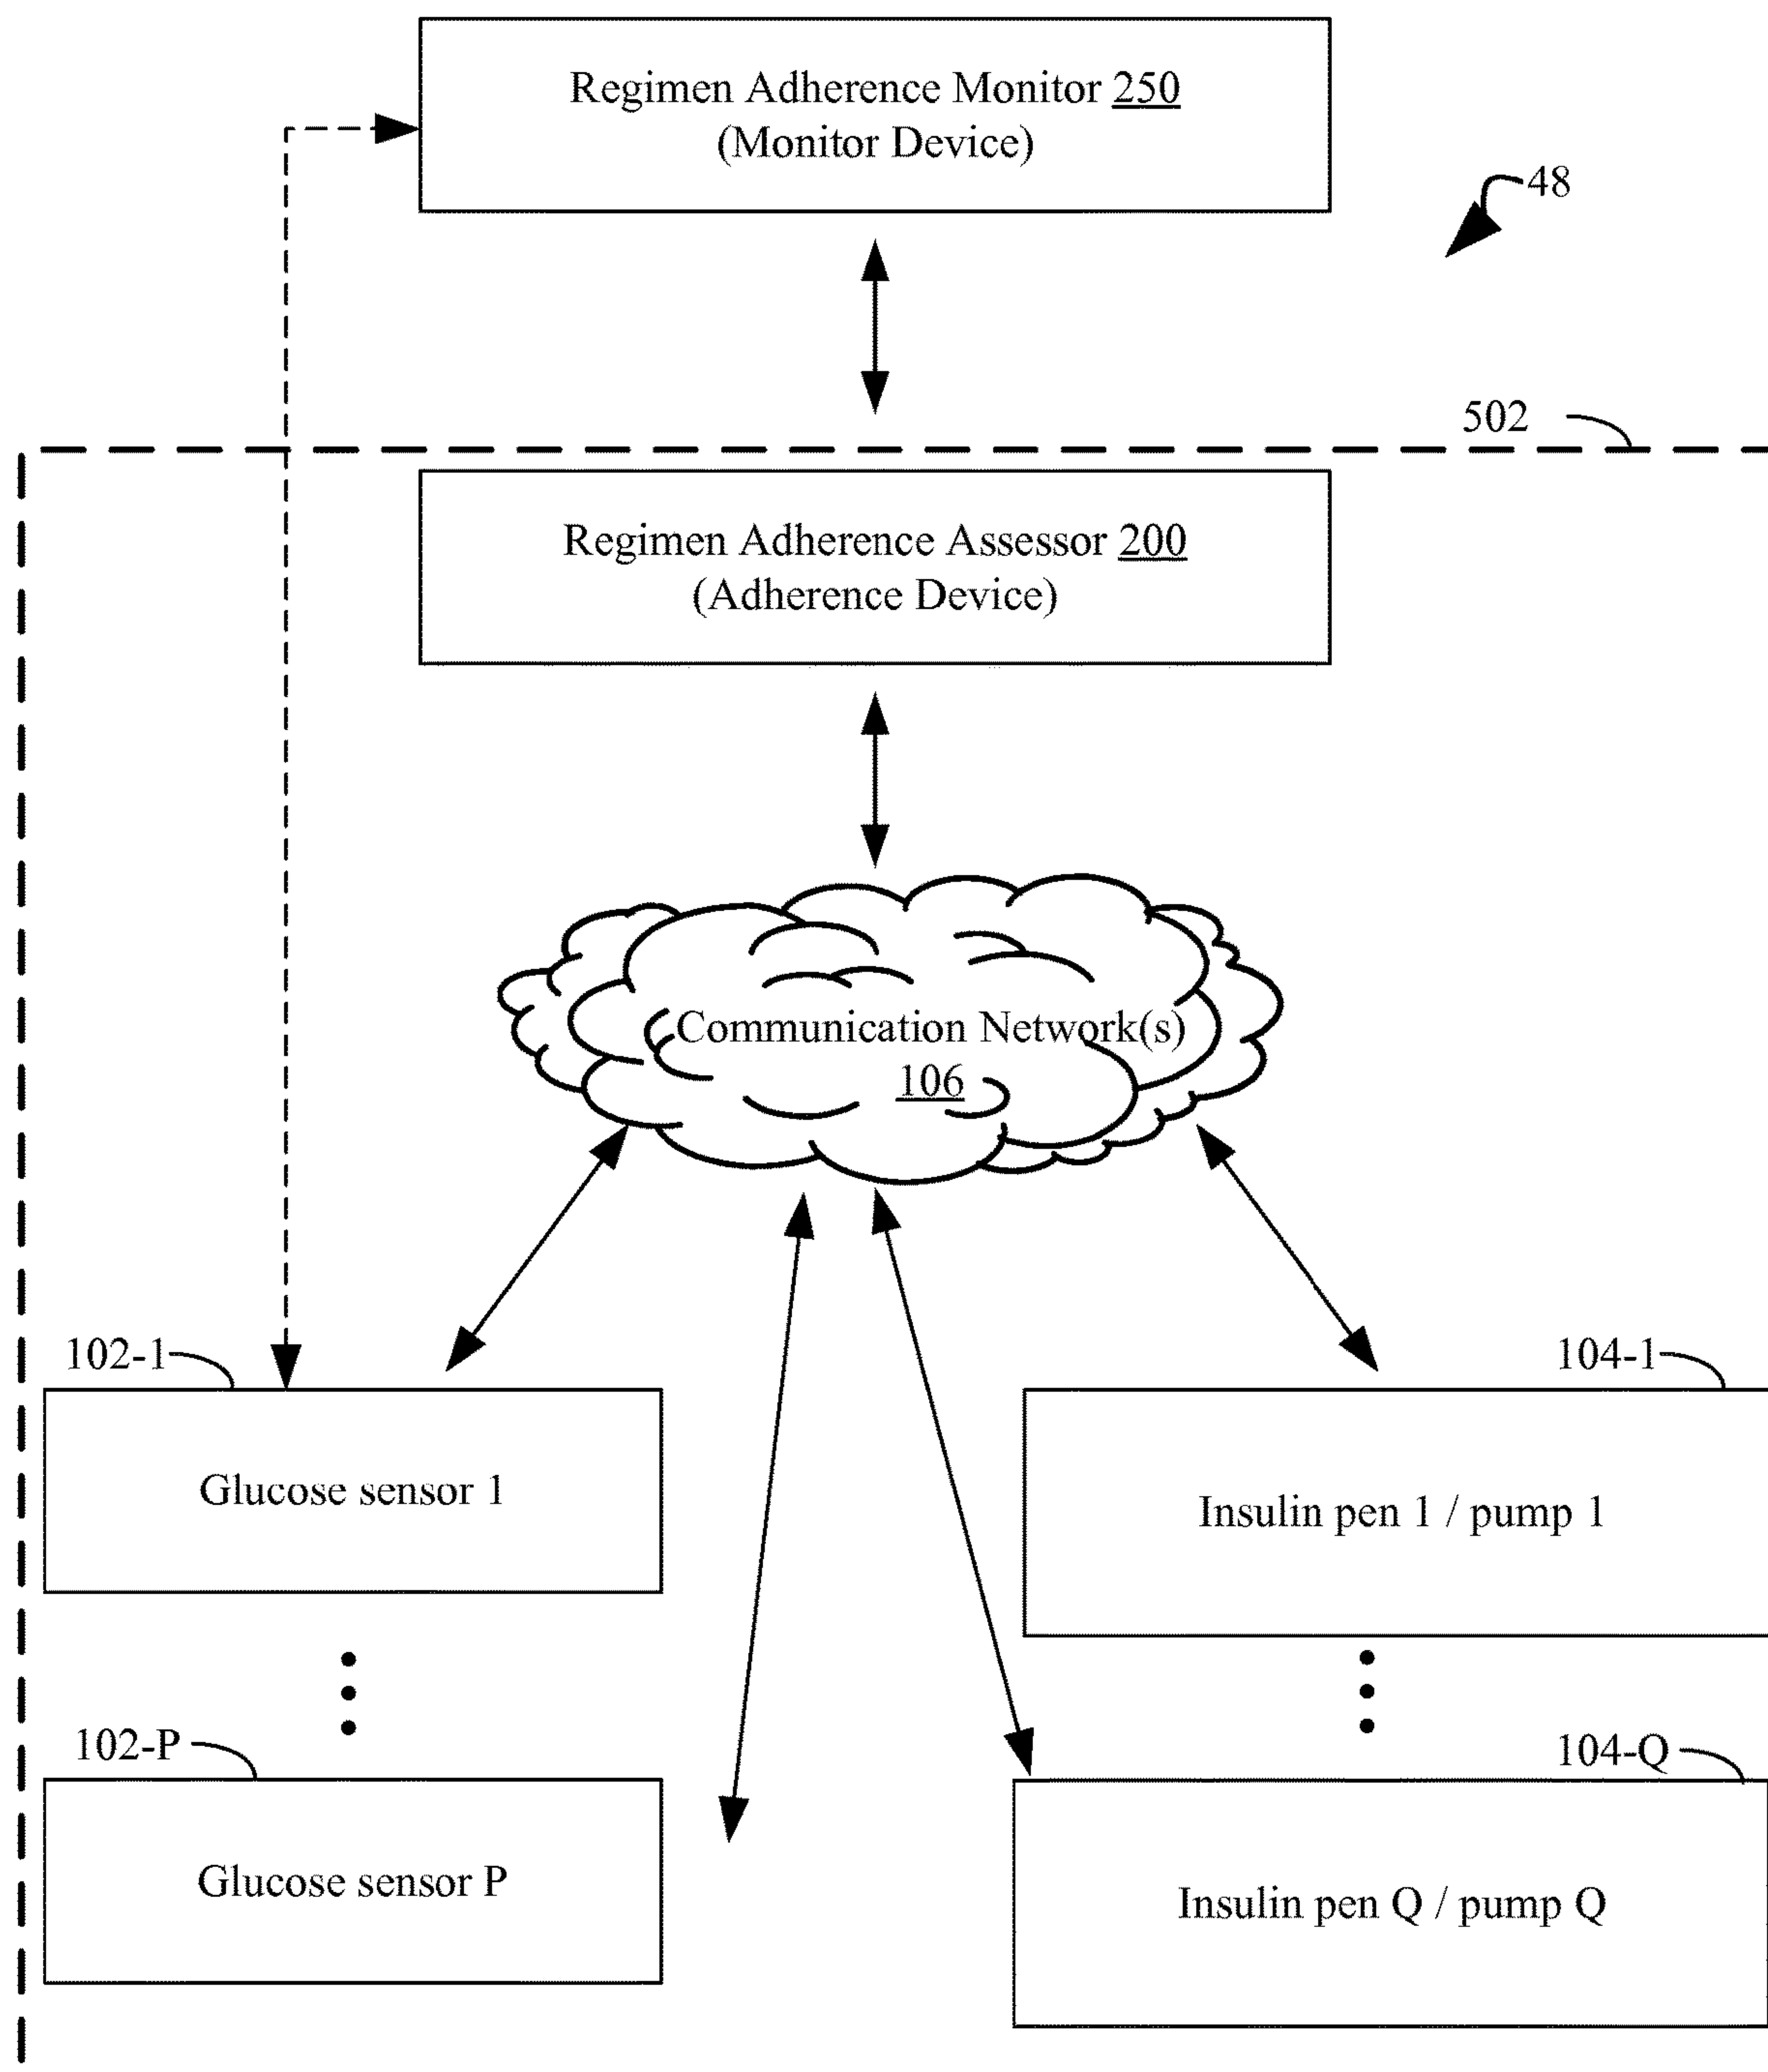 Regimen Adherence Monitor 250
(Monitor Device)
48
502
Regimen Adherence Assessor 200
(Adherence Device)
Communication Network(s)
106
102-1
104-1
Glucose sensor 1
Insulin pen 1 / pump 1
102-P
104-Q
Glucose sensor P
Insulin pen Q / pump Q